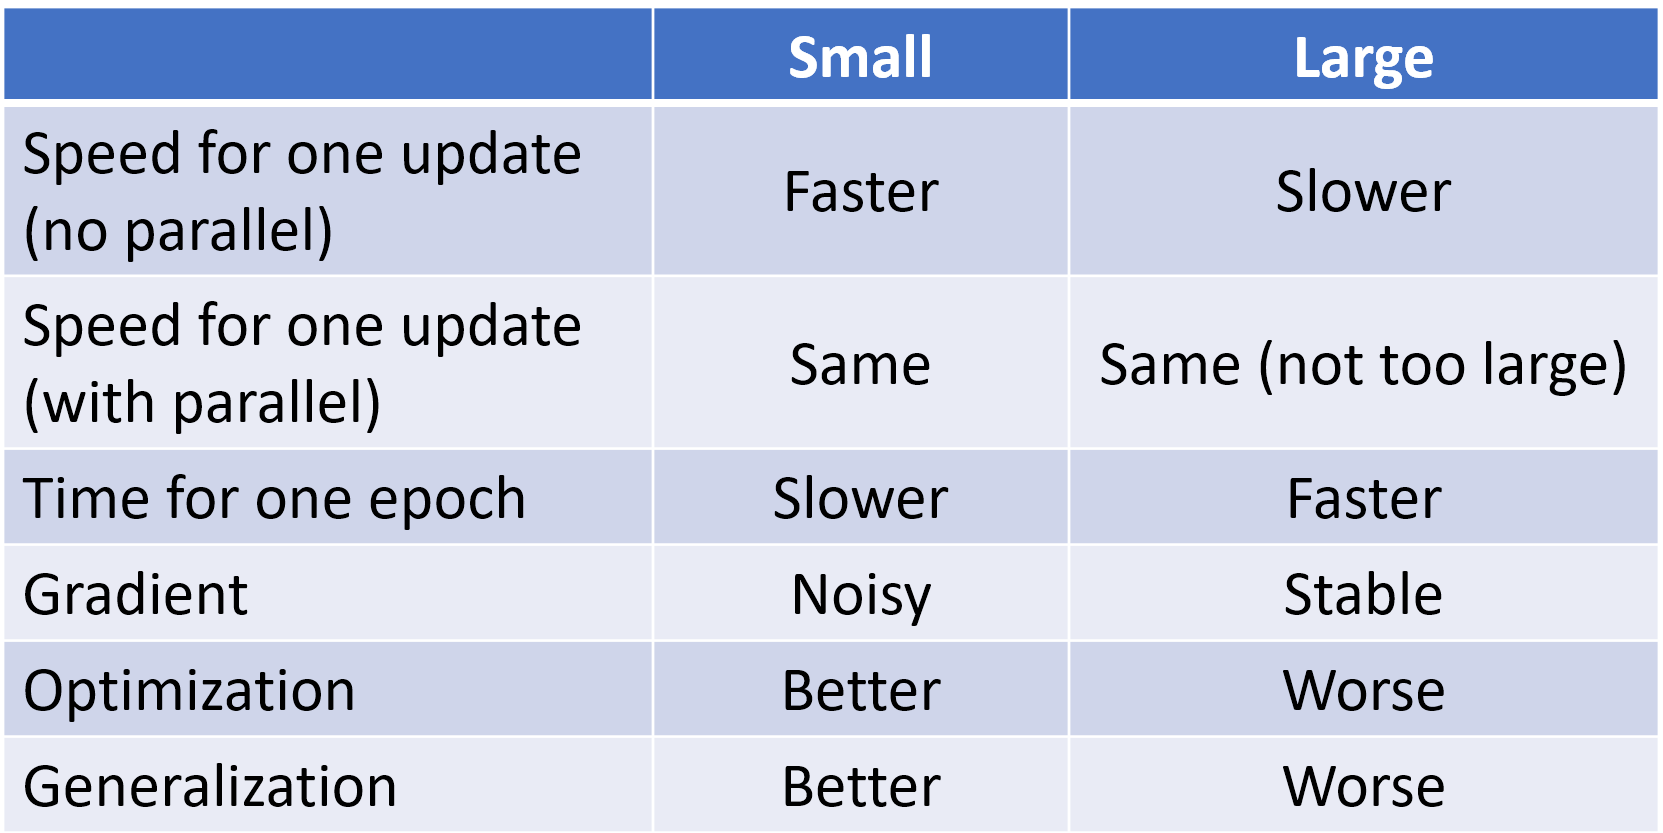 Small Large
Speed for one update
(no parallel)
Faster Slower
Speed for one update
(with parallel)
Same Same (not too large)
Time for one epoch Slower Faster
Gradient Noisy Stable
Optimization Better Worse
Generalization Better Worse